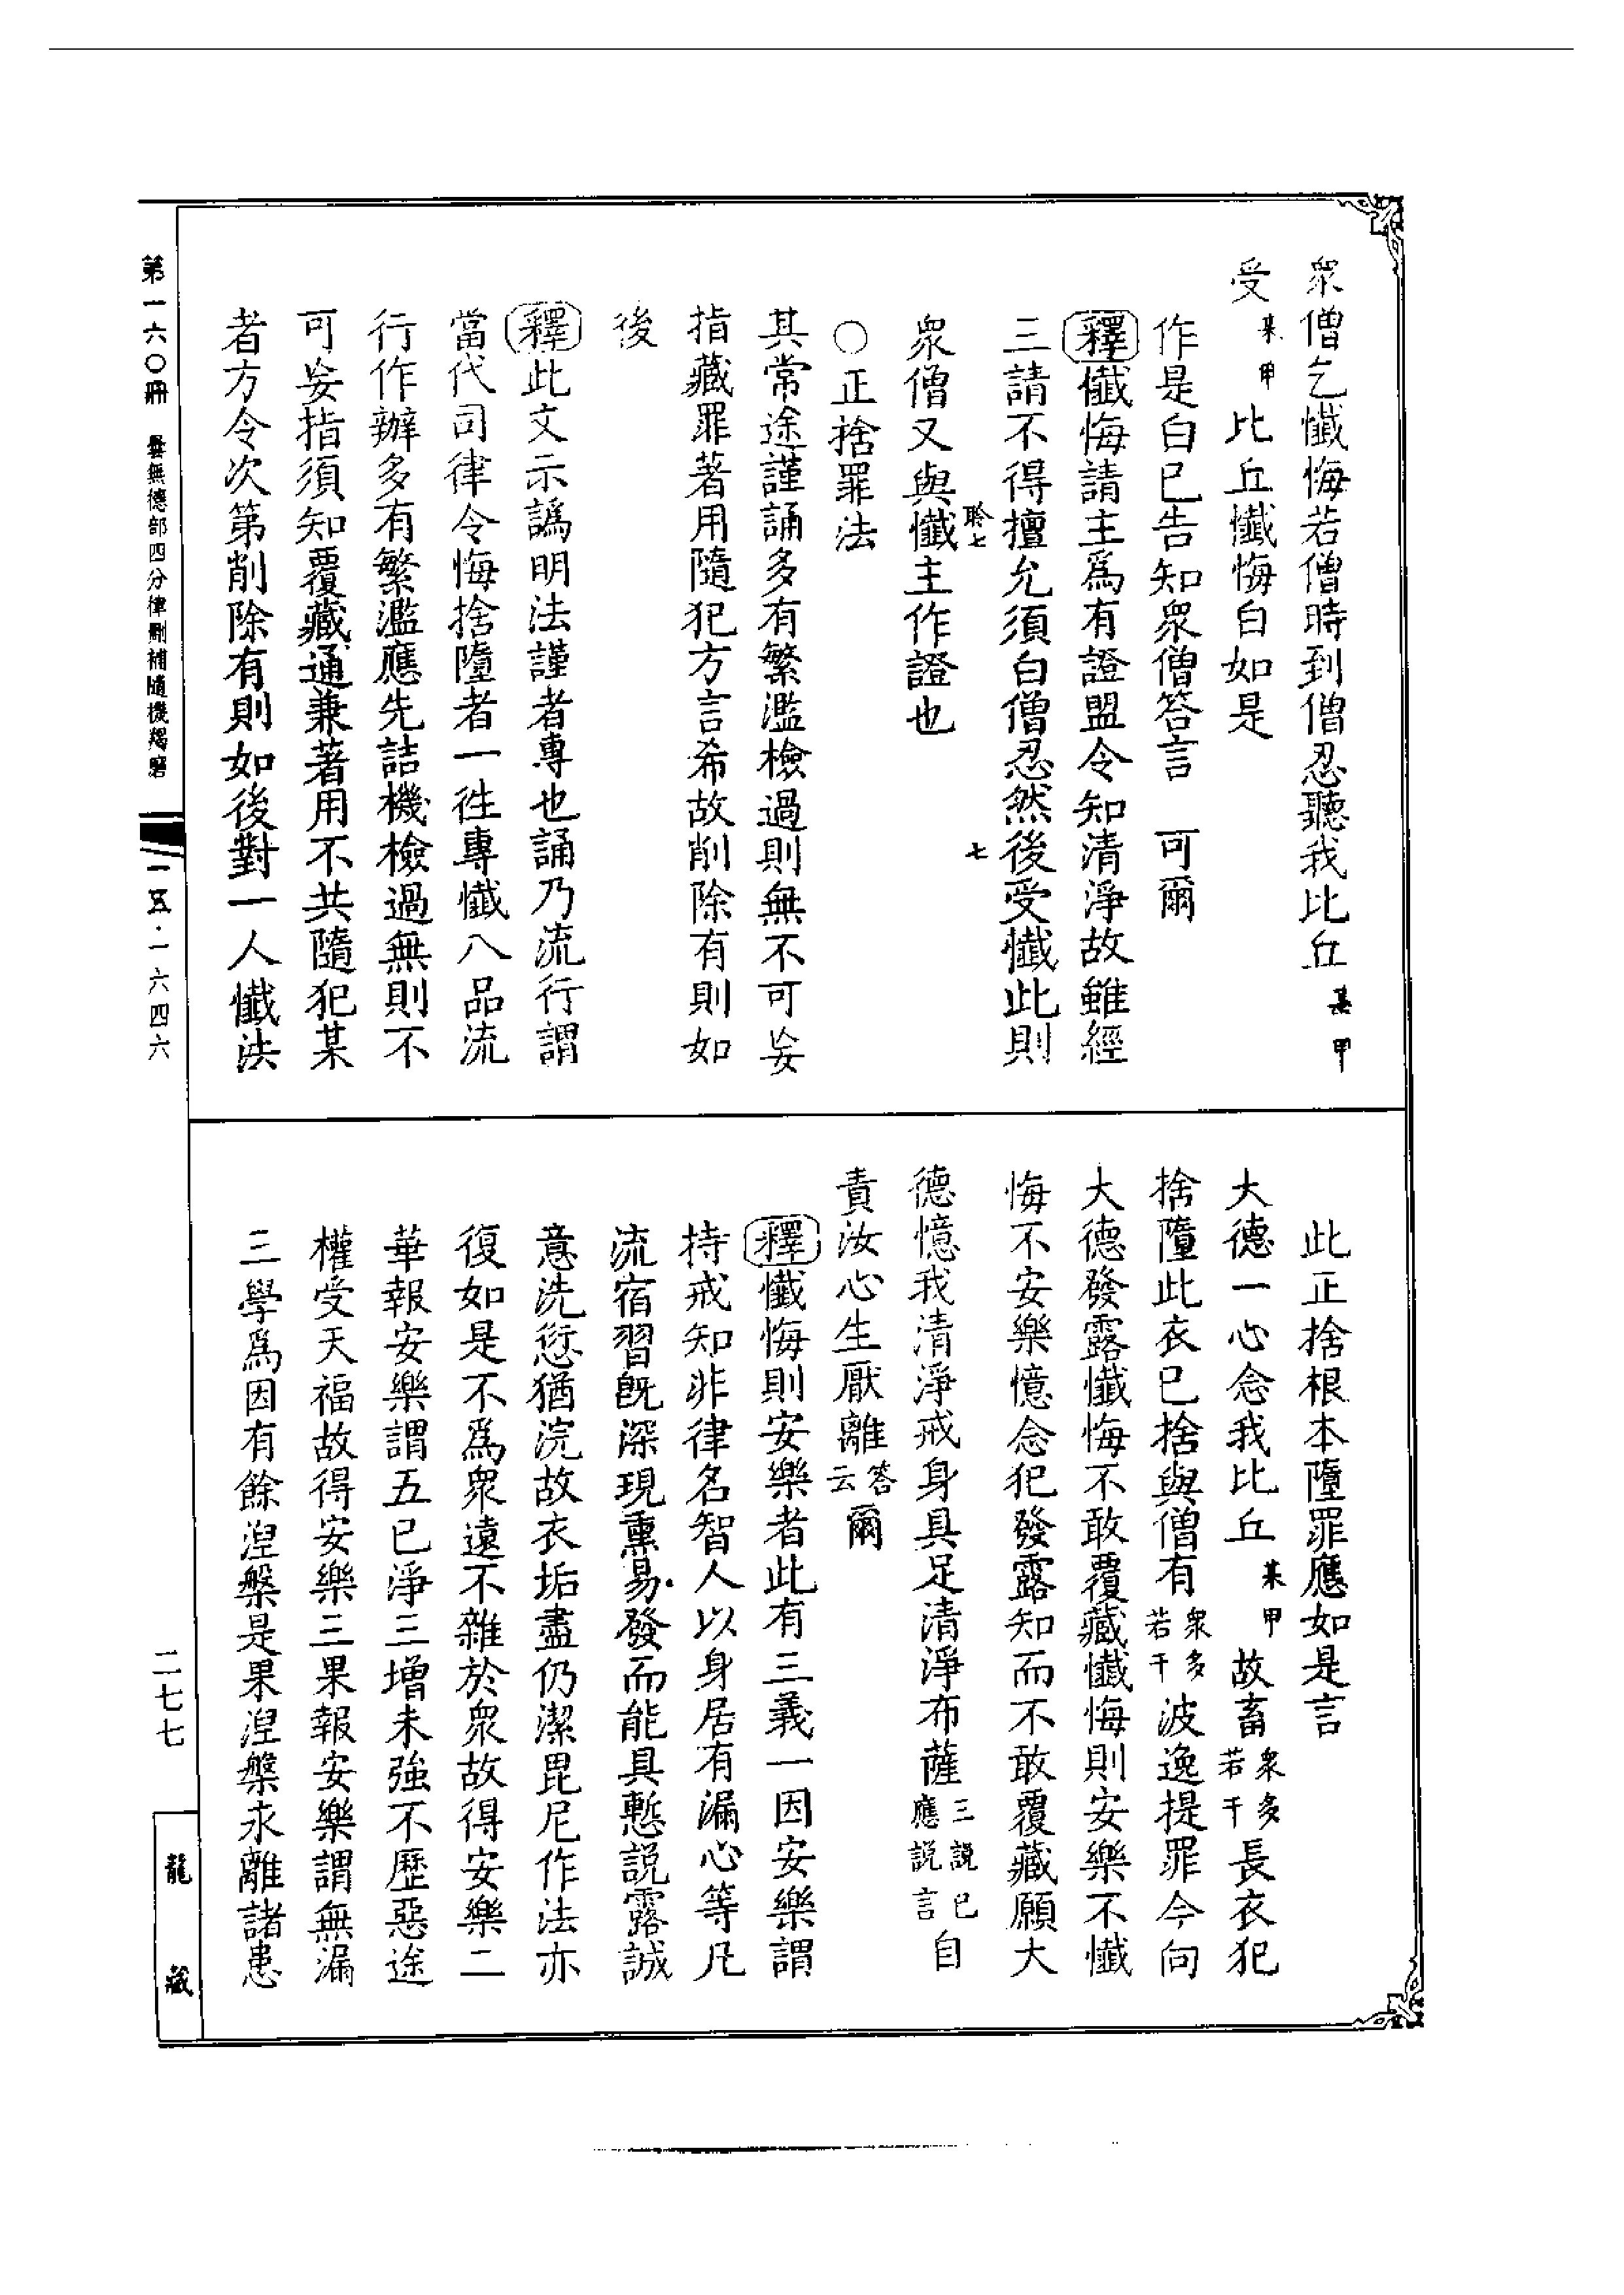 衆僧乞懺悔若僧時到僧忍聽我比丘某甲
受某甲比丘懺悔白如是
作是白已告知衆僧答言　可爾
釋懺悔請主爲有證盟令知清淨故雖經
三請不得擅允須白僧忍然後受懺此則
聆七　七
衆僧又與懺主作證也
○正捨罪法
其常途謹誦多有繁濫檢過則無不可妄
指藏罪著用隨犯方言希故削除有則如
後
釋此文示譌明法謹者專也誦乃流行謂
當代司律令悔捨墮者一徃專懺八品流
行作辦多有繁濫應先詰機檢過無則不
可妄指須知覆藏通兼著用不共隨犯某
者方令次第削除有則如後對一人懺法
此正捨根本墮罪應如是言
大德一心念我比丘某甲故畜衆多若干長衣犯
捨墮此衣已捨與僧有衆多若干波逸提罪今向
大德發露懺悔不敢覆藏懺悔則安樂不懺
悔不安樂憶念犯發露知而不敢覆藏願大
德憶我清淨戒身具足清淨布薩三說已應說言自
責汝心生厭離答云爾
釋懺悔則安樂者此有三義一因安樂謂
持戒知非律名智人以身居有漏心等凡
流宿習旣深現熏易發而能具慙説露誠
意洗愆猶浣故衣垢盡仍潔毘尼作法亦
復如是不爲衆遠不雜於衆故得安樂二
華報安樂謂五已淨三增未強不歷惡途
權受天福故得安樂三果報安樂謂無漏
三學爲因有餘涅槃是果涅槃永離諸患
第一六〇冊　曇無德部四分律刪補隨機羯磨　一五·一六四六
二七七
龍藏